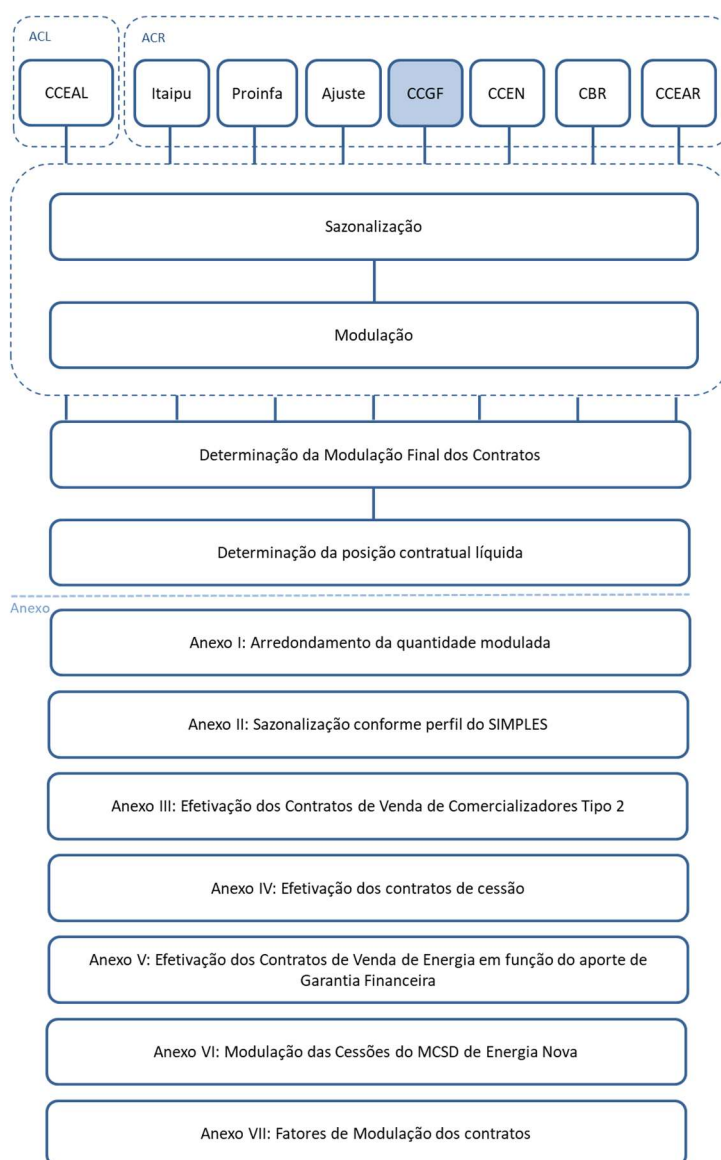 ACL
ACR
CCEAL
Itaipu
Proinfa
Ajuste
CCGF
CCEN
CBR
CCEAR
Sazonalização
Modulação
Determinação da Modulação Final dos Contratos
Determinação da posição contratual líquida
Anexo
Anexo I: Arredondamento da quantidade modulada
Anexo II: Sazonalização conforme perfil do SIMPLES
Anexo III: Efetivação dos Contratos de Venda de Comercializadores Tipo 2
Anexo IV: Efetivação dos contratos de cessão
Anexo V: Efetivação dos Contratos de Venda de Energia em função do aporte de
Garantia Financeira
Anexo VI: Modulação das Cessões do MCSD de Energia Nova
Anexo VII: Fatores de Modulação dos contratos